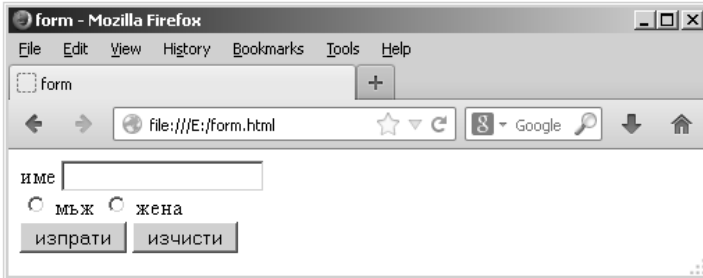 form - Mozilla Firefox
File Edit View History Bookmarks Tools Help
form
file:///E:/form.html Google
име
мъж жена
изпрати изчисти